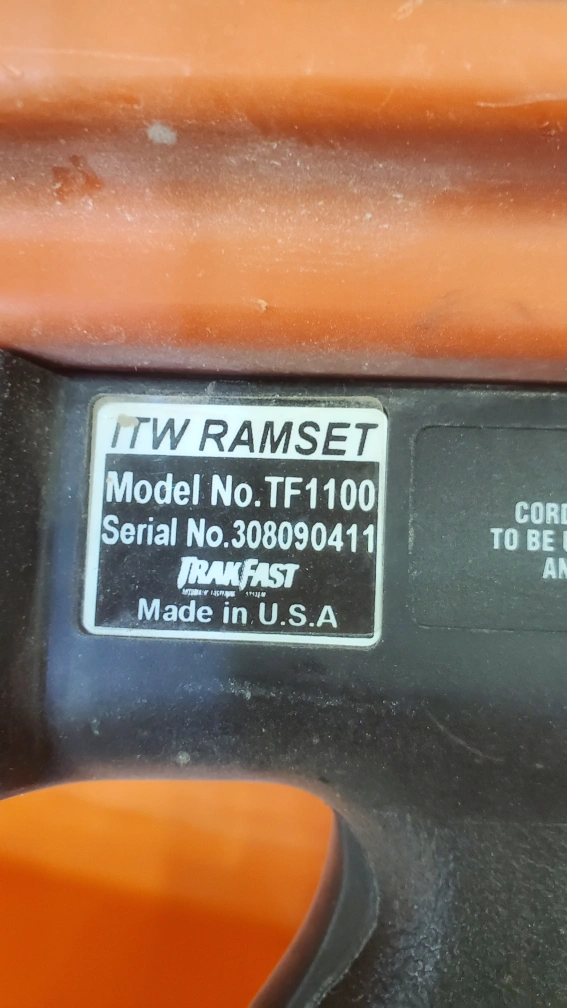 ITW RAMSET
Model No.TF1100
Serial No.308090411
TRAKFAST
Made in U.S.A
CORD
TO BE U
AN